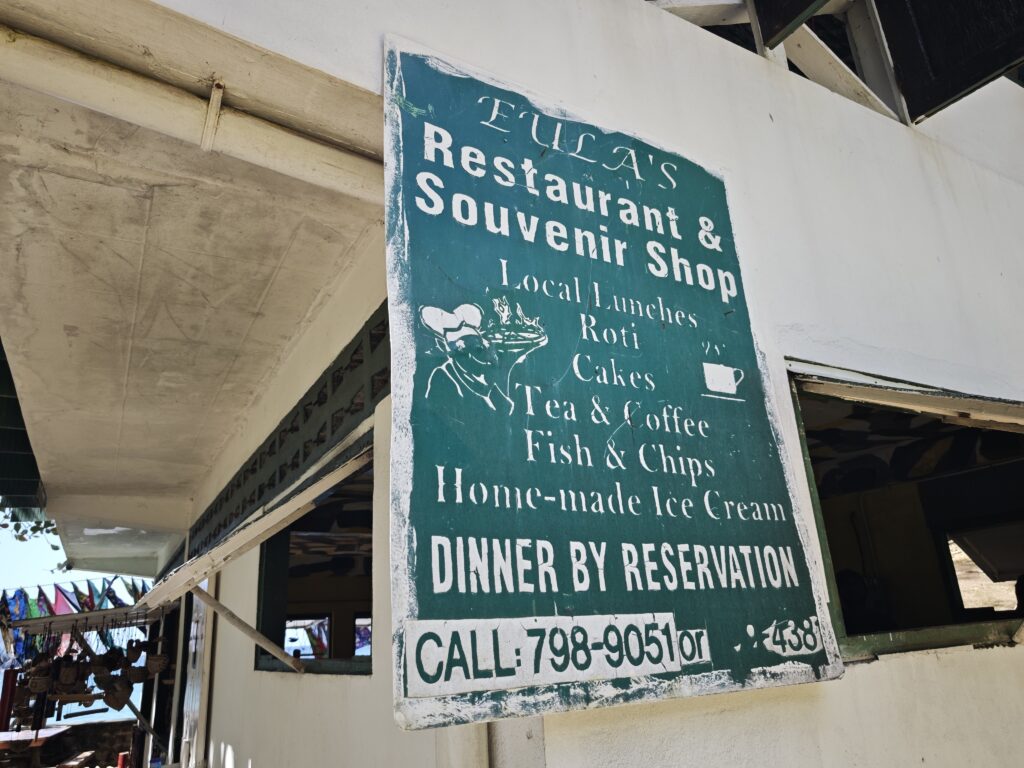 EULA'S
Restaurant &
Souvenir Shop
Local Lunches
Roti
Cakes
Tea & Coffee
Fish & Chips
Home-made Ice Cream
DINNER BY RESERVATION
CALL: 798-9051 or